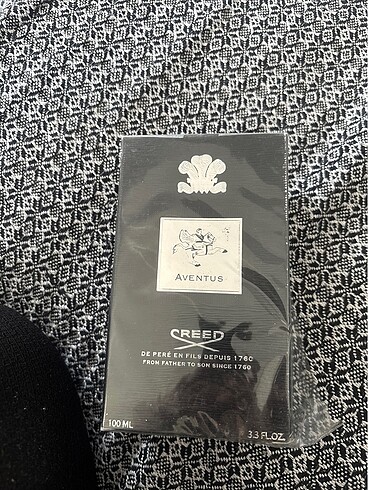 AVENTUS
CREED
DE PERE EN FILS DEPUIS 1760
FROM FATHER TO SON SINCE 1760
100 ML
3.3 FL.OZ.